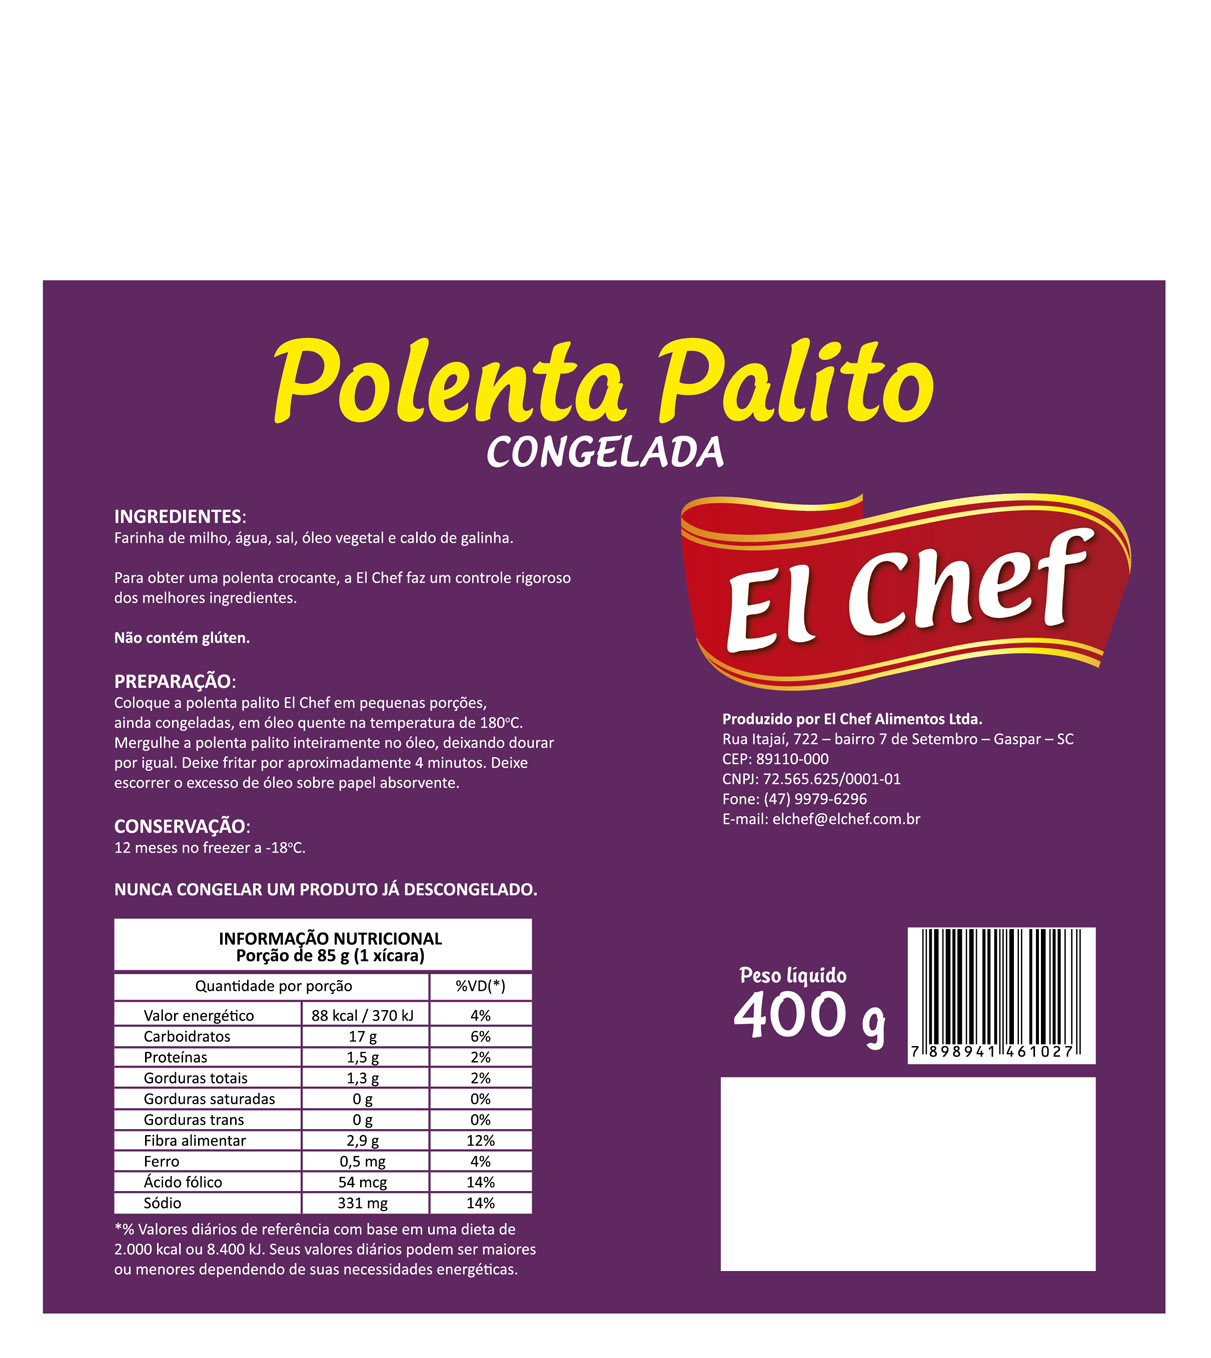 Polenta Palito
CONGELADA
INGREDIENTES:
Farinha de milho, água, sal, óleo vegetal e caldo de galinha.
Para obter uma polenta crocante, a El Chef faz um controle rigoroso
dos melhores ingredientes.
Não contém glúten.
PREPARAÇÃO:
Coloque a polenta palito El Chef em pequenas porções,
ainda congeladas, em óleo quente na temperatura de 180ºC.
Mergulhe a polenta palito inteiramente no óleo, deixando dourar
por igual. Deixe fritar por aproximadamente 4 minutos. Deixe
escorrer o excesso de óleo sobre papel absorvente.
CONSERVAÇÃO:
12 meses no freezer a -18ºC.
NUNCA CONGELAR UM PRODUTO JÁ DESCONGELADO.
INFORMAÇÃO NUTRICIONAL
Porção de 85 g (1 xícara)
Quantidade por porção %VD(*)
Valor energético 88 kcal / 370 kJ 4%
Carboidratos 17 g 6%
Proteínas 1,5 g 2%
Gorduras totais 1,3 g 2%
Gorduras saturadas 0 g 0%
Gorduras trans 0 g 0%
Fibra alimentar 2,9 g 12%
Ferro 0,5 mg 4%
Ácido fólico 54 mcg 14%
Sódio 331 mg 14%
*% Valores diários de referência com base em uma dieta de
2.000 kcal ou 8.400 kJ. Seus valores diários podem ser maiores
ou menores dependendo de suas necessidades energéticas.
El Chef
Produzido por El Chef Alimentos Ltda.
Rua Itajaí, 722 – bairro 7 de Setembro – Gaspar – SC
CEP: 89110-000
CNPJ: 72.565.625/0001-01
Fone: (47) 9979-6296
E-mail: elchef@elchef.com.br
Peso líquido
400 g
7 898941 461027